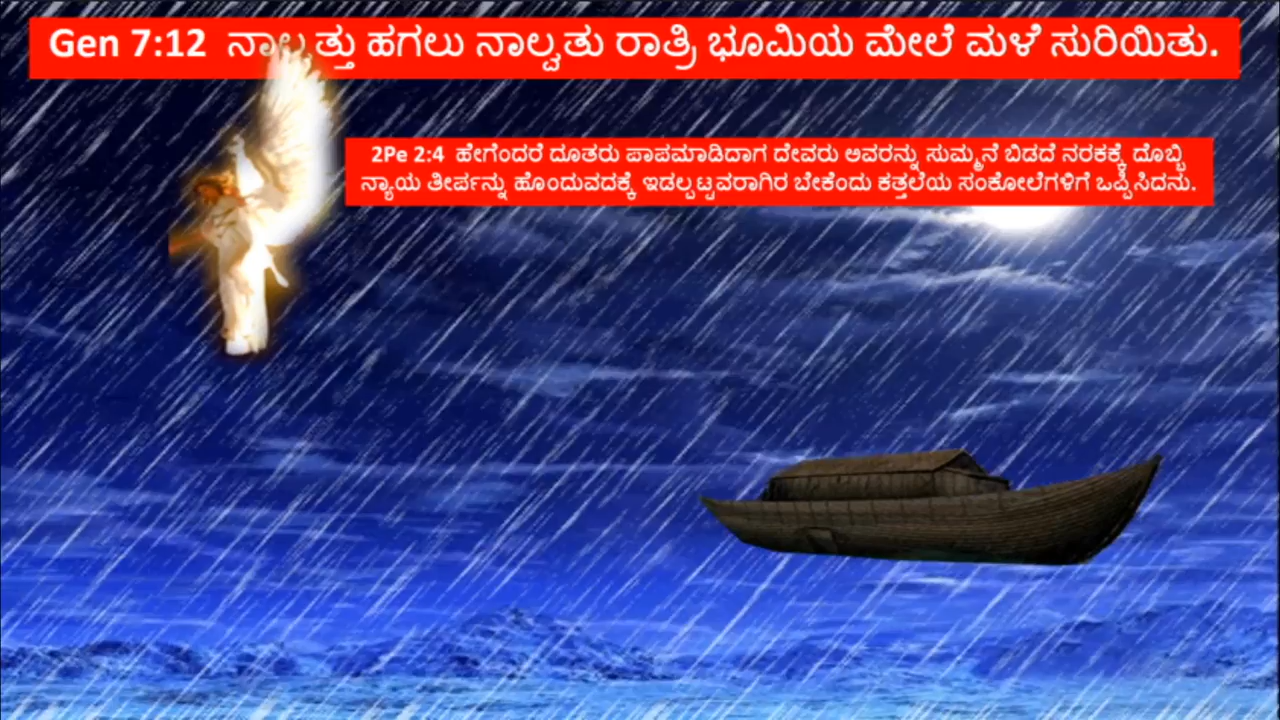 Gen 7:12 ನಾಲ್ವತ್ತು ಹಗಲು ನಾಲ್ವತು ರಾತ್ರಿ ಭೂಮಿಯ ಮೇಲೆ ಮಳೆ ಸುರಿಯಿತು.
2Pe 2:4 ಹೇಗೆಂದರೆ ದೂತರು ಪಾಪಮಾಡಿದಾಗ ದೇವರು ಅವರನ್ನು ಸುಮ್ಮನೆ ಬಿಡದೆ ನರಕಕ್ಕೆ ದೊಬ್ಬಿ
ನ್ಯಾಯ ತೀರ್ಪನ್ನು ಹೊಂದುವದಕ್ಕೆ ಇಡಲ್ಪಟ್ಟವರಾಗಿರ ಬೇಕೆಂದು ಕತ್ತಲೆಯ ಸಂಕೋಲೆಗಳಿಗೆ ಒಪ್ಪಿಸಿದನು.